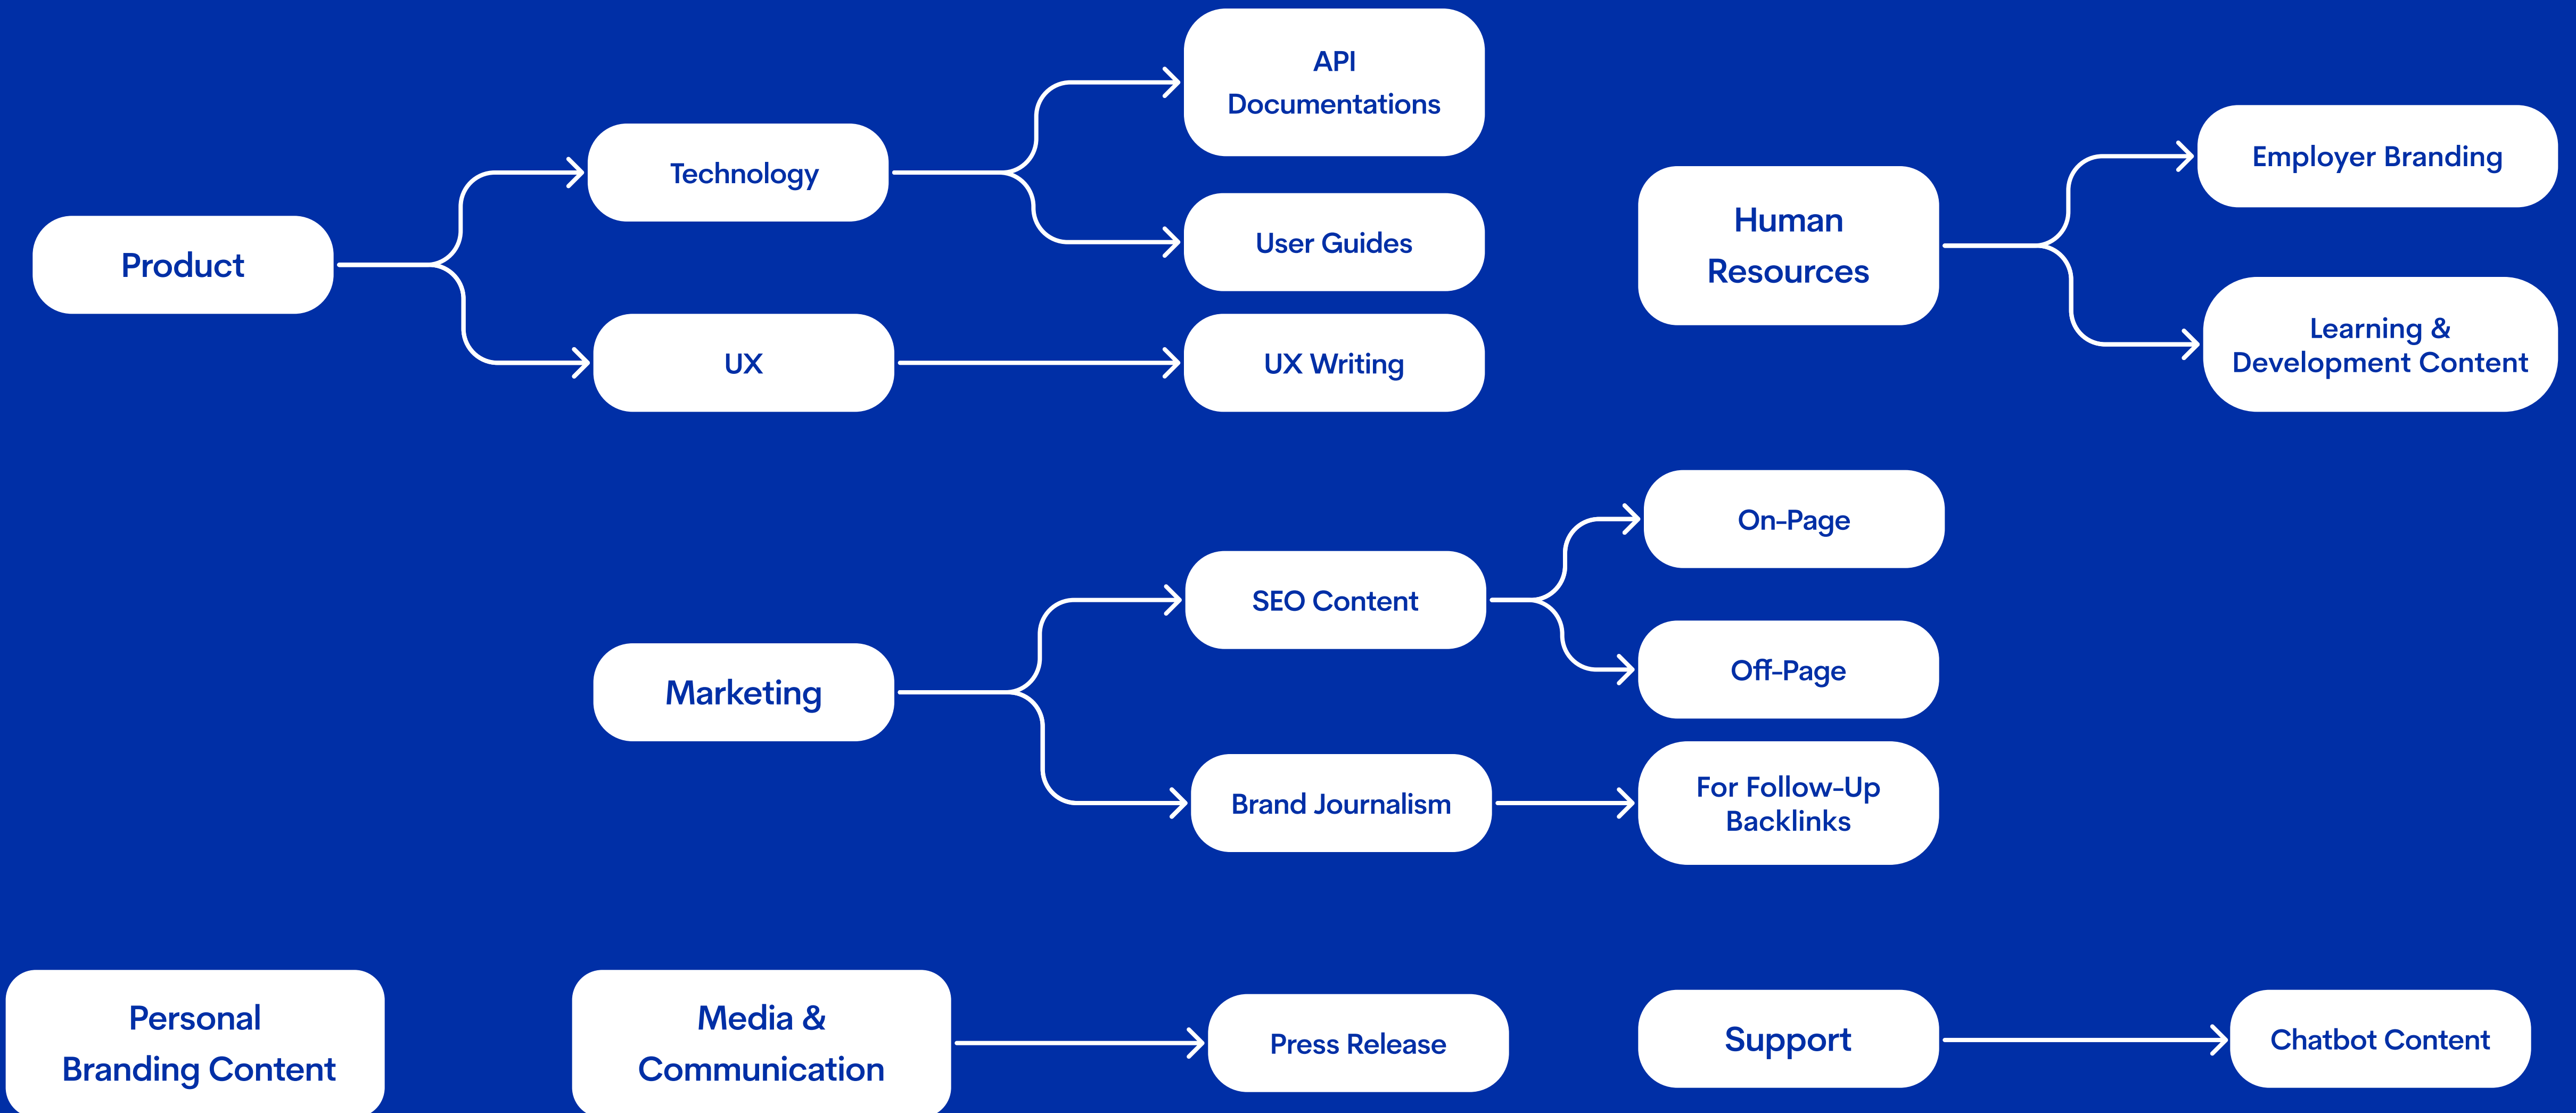 API
Documentations
Technology
User Guides
Product
UX
UX Writing
Human
Resources
Employer Branding
Learning &
Development Content
On-Page
SEO Content
Off-Page
Marketing
Brand Journalism
For Follow-Up
Backlinks
Personal
Branding Content
Media &
Communication
Press Release
Support
Chatbot Content